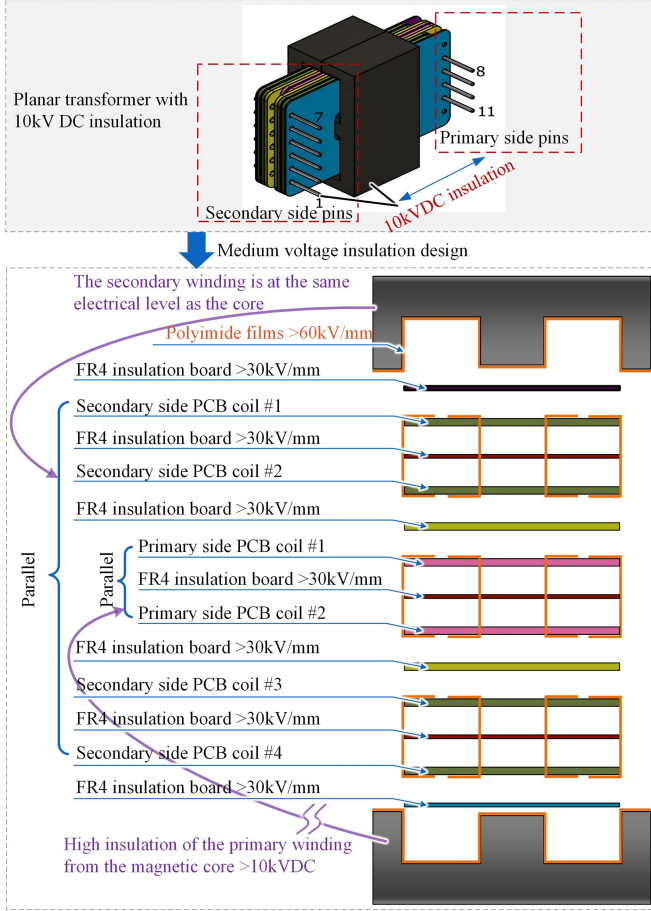 Planar transformer with
10kV DC insulation
7
1
8
11
Primary side pins
Secondary side pins
10kVDC insulation
Medium voltage insulation design
The secondary winding is at the same
electrical level as the core
Polyimide films >60kV/mm
FR4 insulation board >30kV/mm
Secondary side PCB coil #1
FR4 insulation board >30kV/mm
Secondary side PCB coil #2
FR4 insulation board >30kV/mm
Parallel
Primary side PCB coil #1
Parallel
FR4 insulation board >30kV/mm
Primary side PCB coil #2
FR4 insulation board >30kV/mm
Secondary side PCB coil #3
FR4 insulation board >30kV/mm
Secondary side PCB coil #4
FR4 insulation board >30kV/mm
High insulation of the primary winding
from the magnetic core >10kVDC